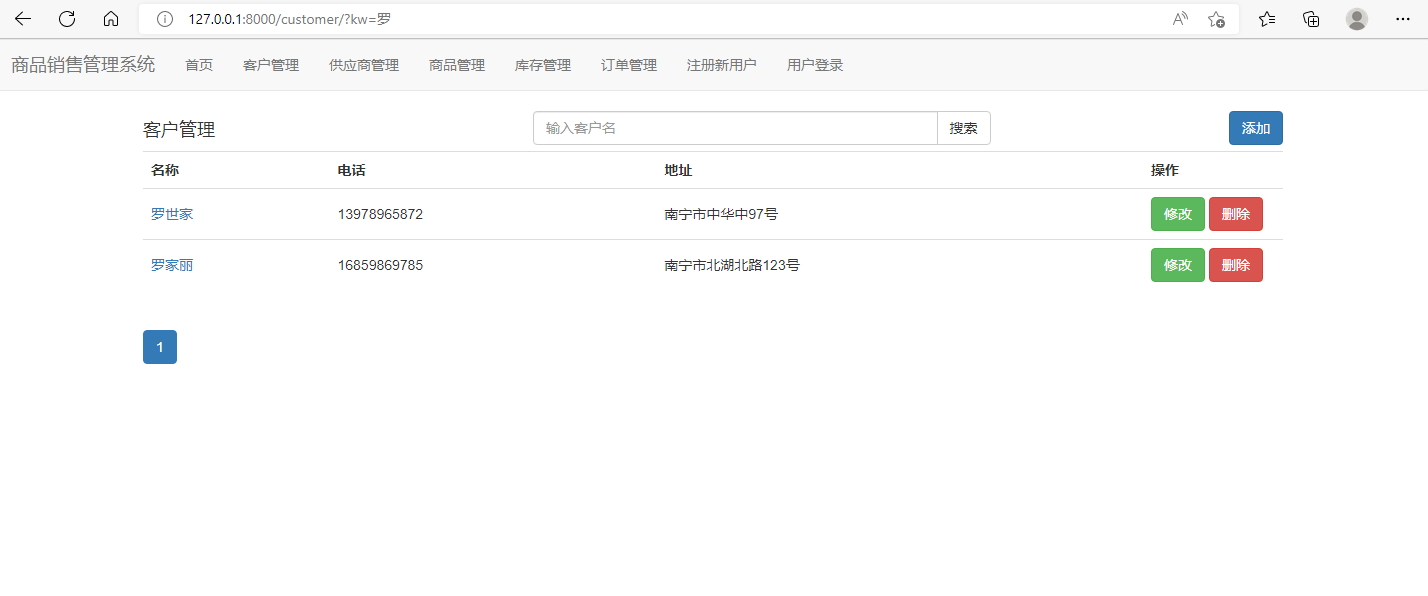 127.0.0.1:8000/customer/?kw=罗
商品销售管理系统 首页 客户管理 供应商管理 商品管理 库存管理 订单管理 注册新用户 用户登录
客户管理 输入客户名 搜索 添加
名称 电话 地址 操作
罗世家 13978965872 南宁市中华中97号 修改 删除
罗家丽 16859869785 南宁市北湖北路123号 修改 删除
1